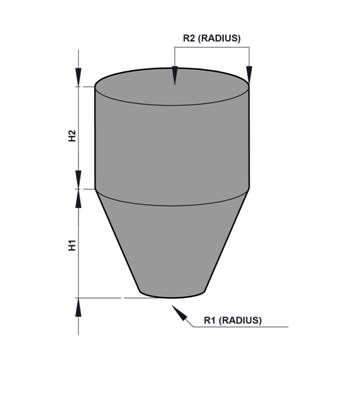 R2 (RADIUS)
H2
H1
R1 (RADIUS)